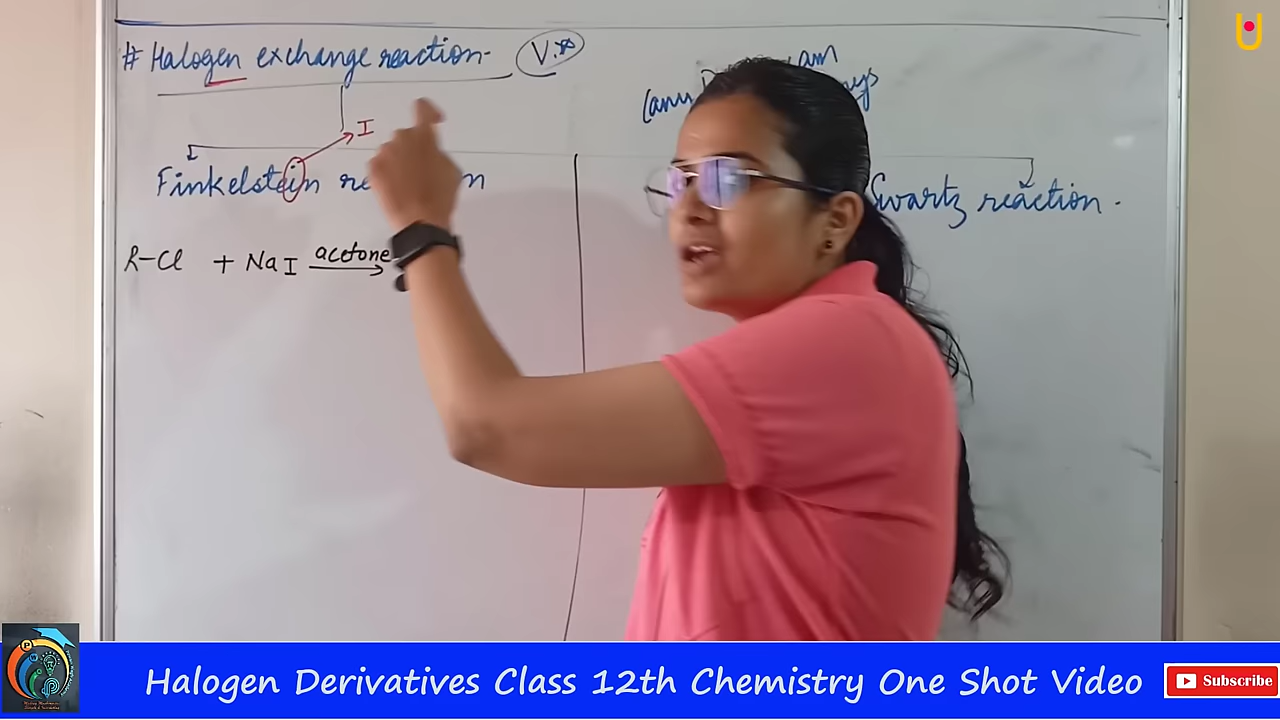 # Halogen exchange reaction- V.
I
Finkelstein
Swartz reaction.
R-Cl + NaI acetone
Halogen Derivatives Class 12th Chemistry One Shot Video
Subscribe